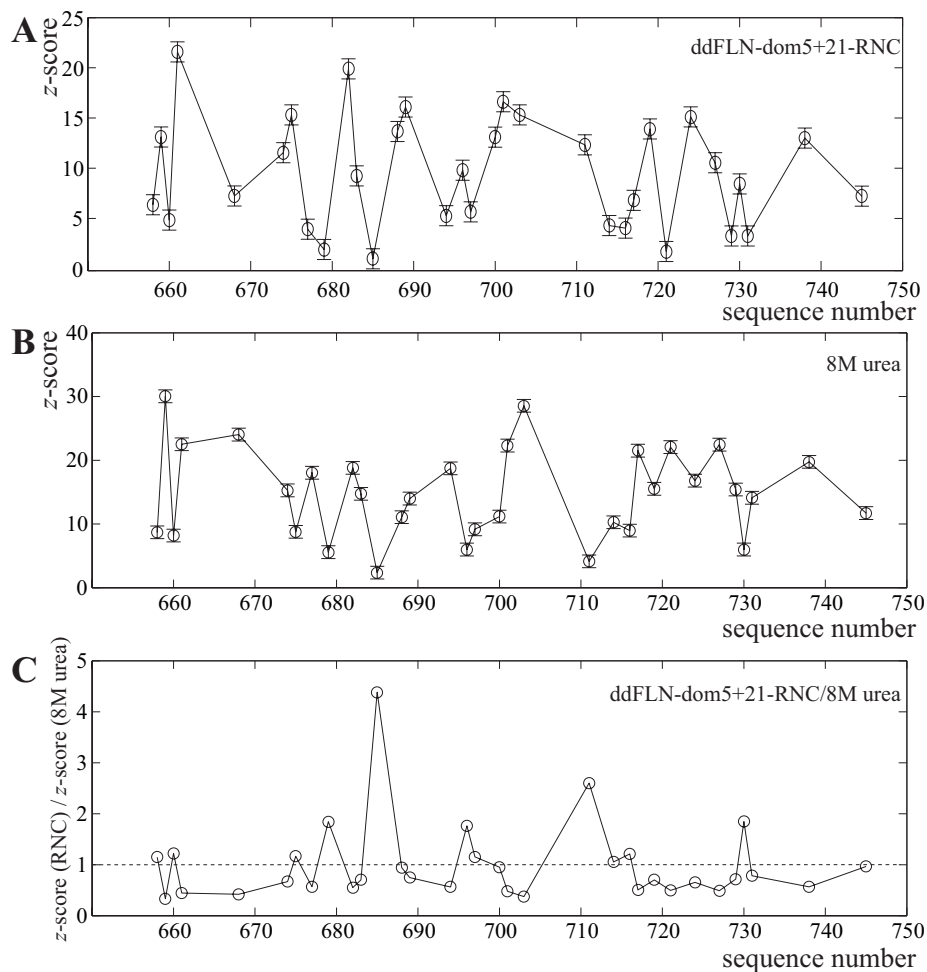 A
ddFLN-dom5+21-RNC
z-score
25
20
15
10
5
0
660 670 680 690 700 710 720 730 740 750
sequence number
B
8M urea
z-score
40
30
20
10
0
660 670 680 690 700 710 720 730 740 750
sequence number
C
ddFLN-dom5+21-RNC/8M urea
z-score (RNC) / z-score (8M urea)
5
4
3
2
1
0
660 670 680 690 700 710 720 730 740 750
sequence number